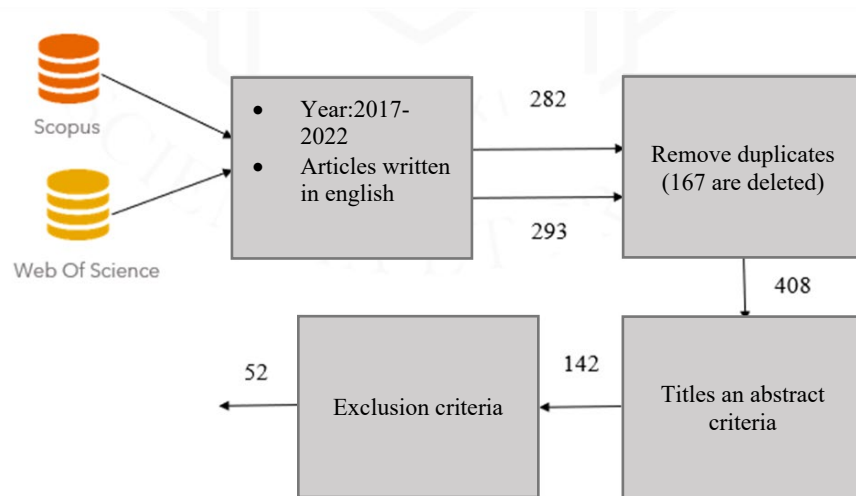 Scopus
Web Of Science
• Year:2017-
2022
• Articles written
in english
282
293
Remove duplicates
(167 are deleted)
408
Titles an abstract
criteria
142
Exclusion criteria
52